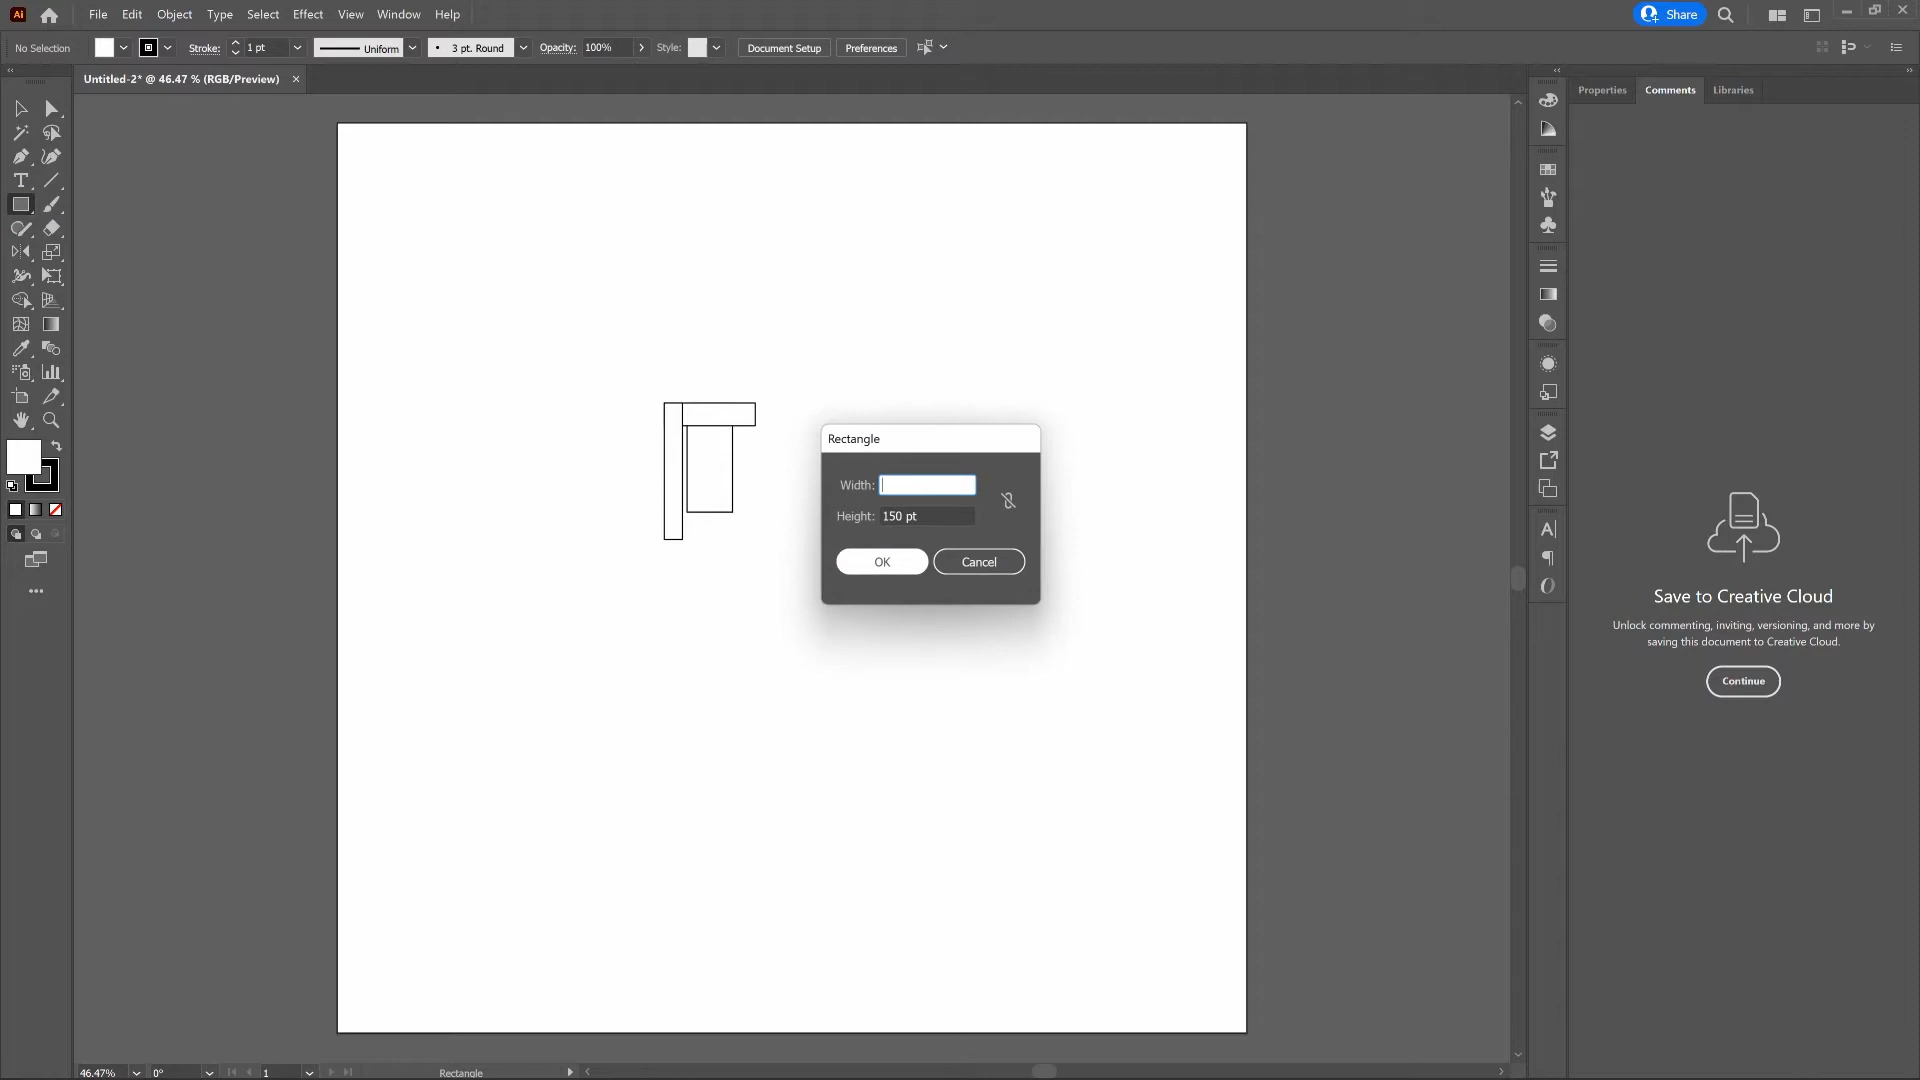 Ai File Edit Object Type Select Effect View Window Help Share
No Selection Stroke: 1 pt Uniform 3 pt. Round Opacity: 100% Style: Document Setup Preferences
Untitled-2* @ 46.47 % (RGB/Preview) ×
Properties Comments Libraries
Rectangle
Width:
Height: 150 pt
OK Cancel
Save to Creative Cloud
Unlock commenting, inviting, versioning, and more by
saving this document to Creative Cloud.
Continue
46.47% 0° 1 Rectangle